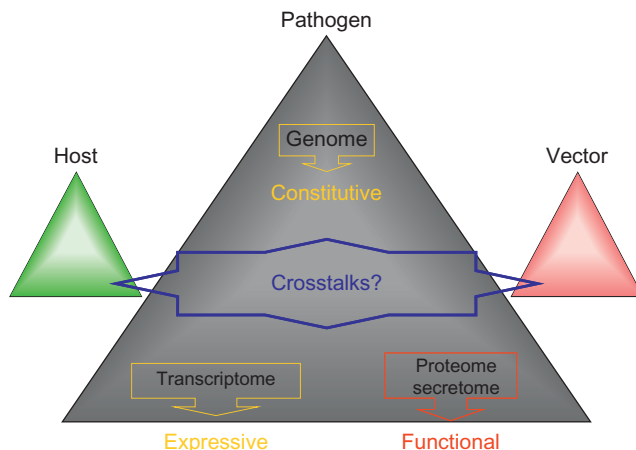 Pathogen
Genome
Host
Vector
Constitutive
Crosstalks?
Transcriptome
Proteome
secretome
Expressive
Functional